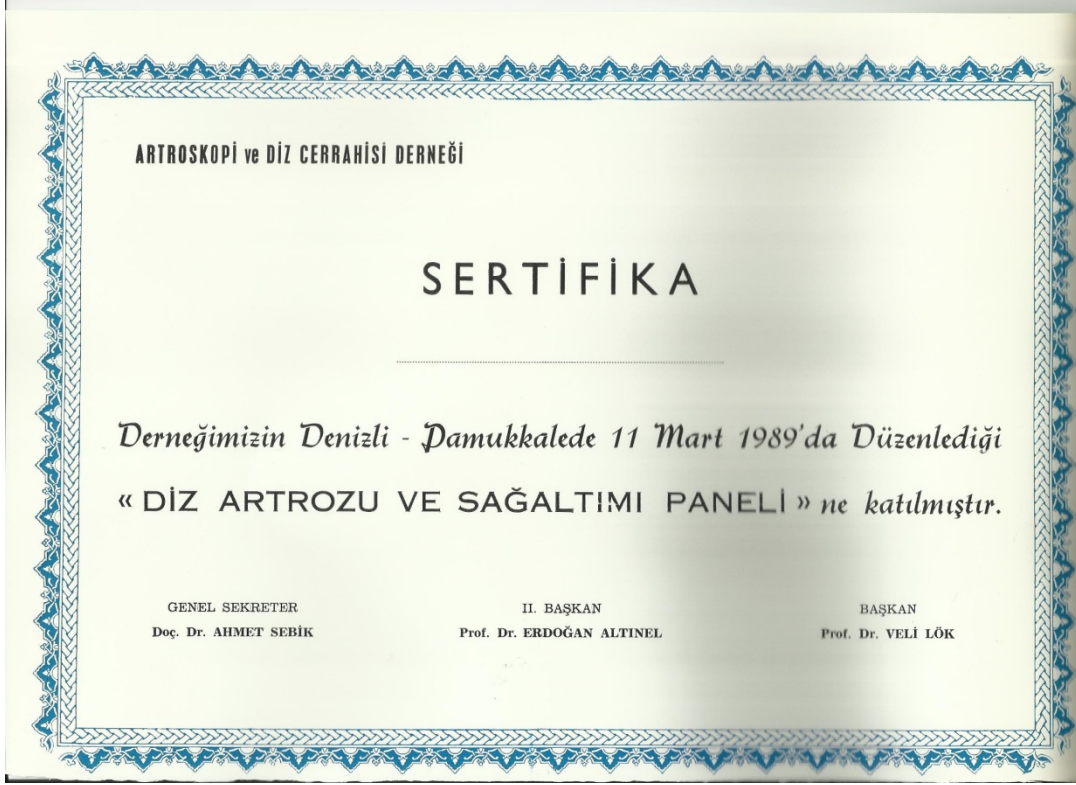 ARTROSKOPİ ve DİZ CERRAHİSİ DERNEĞİ
SERTİFİKA
Derneğimizin Denizli - Pamukkalede 11 Mart 1989'da Düzenlediği
« DİZ ARTROZU VE SAĞALTIMI PANELİ » ne katılmıştır.
GENEL SEKRETER II. BAŞKAN BAŞKAN
Doç. Dr. AHMET SEBİK Prof. Dr. ERDOĞAN ALTINEL Prof. Dr. VELİ LÖK